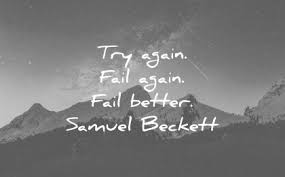 Try again.
Fail again.
Fail better.
Samuel Beckett